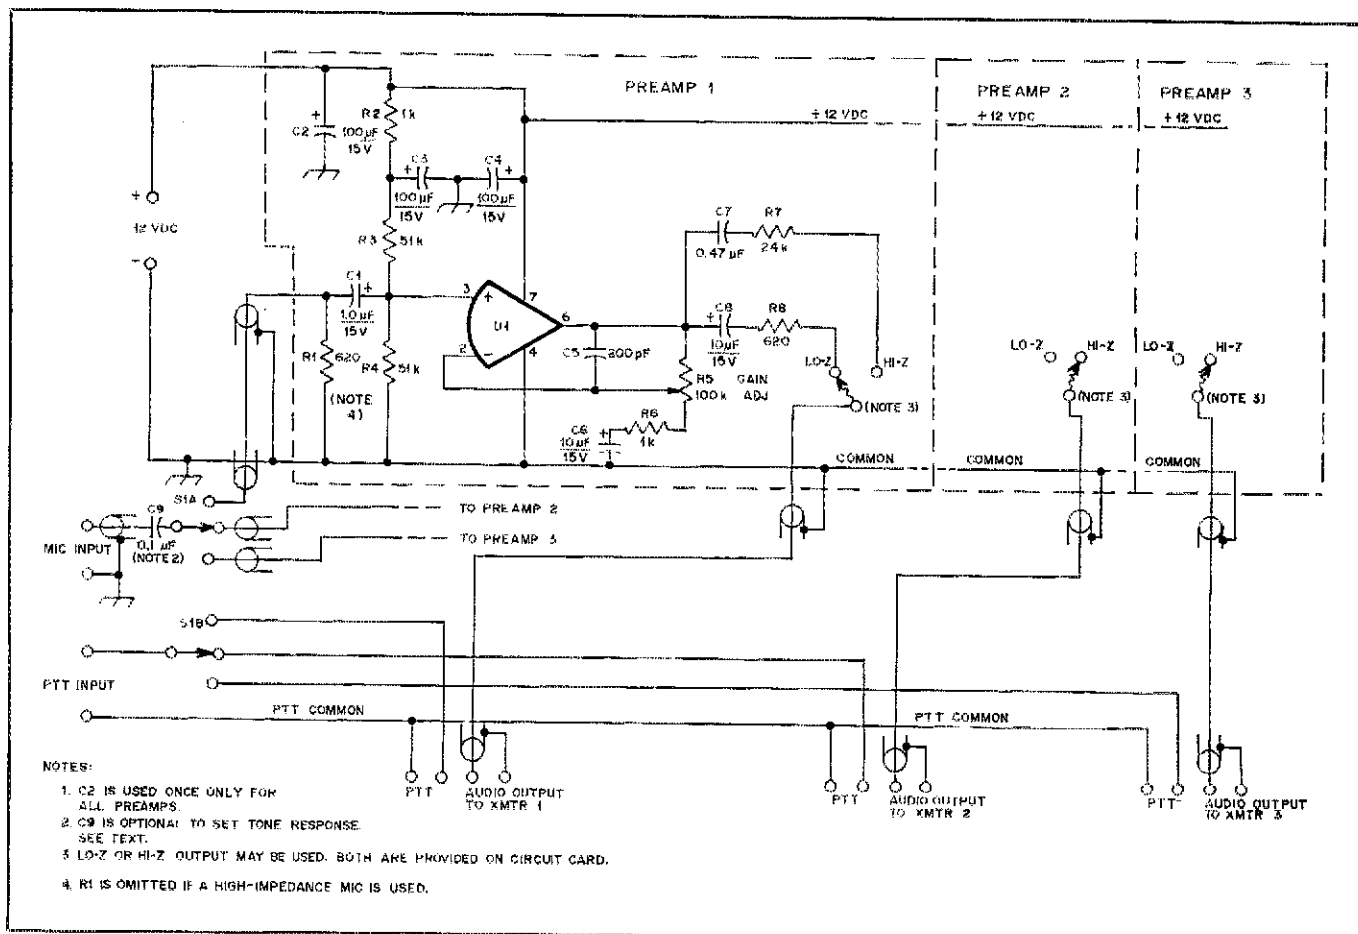 PREAMP 1
PREAMP 2
PREAMP 3
+12 VDC
+12 VDC
+12 VDC
R2
1k
+
C2
100µF
15V
C3
+
100µF
15V
C4
+
100µF
15V
+
12 VDC
-
R3
51k
C7
0.47µF
R7
24k
C1
+
1.0µF
15V
3
+
7
U1
6
2
-
4
C5
200pF
+
C8
10µF
15V
R8
620
R1
620
(NOTE
4)
R4
51k
R5
100k
GAIN
ADJ
LO-Z
HI-Z
(NOTE 3)
LO-Z
HI-Z
(NOTE 3)
LO-Z
HI-Z
(NOTE 3)
R6
1k
C6
+
10µF
15V
COMMON
COMMON
COMMON
S1A
C9
0.1µF
(NOTE 2)
MIC INPUT
TO PREAMP 2
TO PREAMP 3
S1B
PTT INPUT
PTT COMMON
PTT COMMON
PTT
AUDIO OUTPUT
TO XMTR 1
PTT
AUDIO OUTPUT
TO XMTR 2
PTT
AUDIO OUTPUT
TO XMTR 3
NOTES:
1. C2 IS USED ONCE ONLY FOR
ALL PREAMPS.
2. C9 IS OPTIONAL TO SET TONE RESPONSE.
SEE TEXT.
3 LO-Z OR HI-Z OUTPUT MAY BE USED. BOTH ARE PROVIDED ON CIRCUIT CARD.
4. R1 IS OMITTED IF A HIGH-IMPEDANCE MIC IS USED.